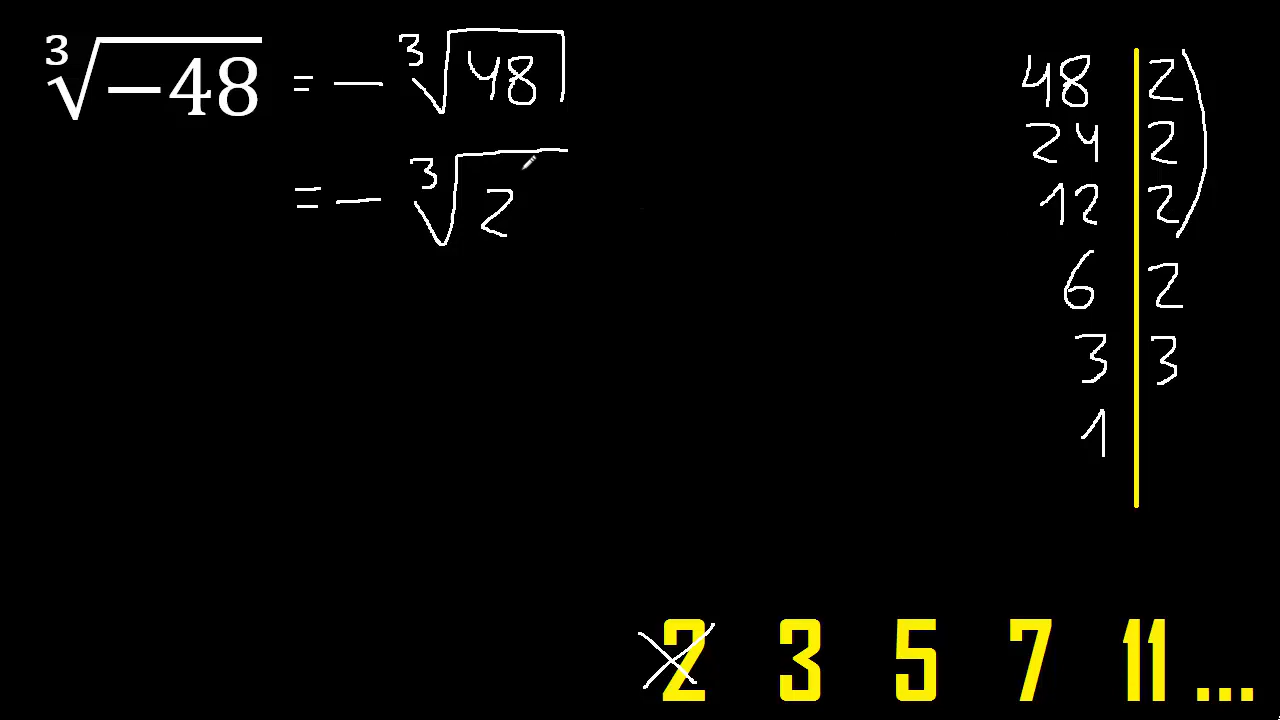 ∛−48 = − ∛48
= − ∛2
48 | 2
24 | 2
12 | 2
6 | 2
3 | 3
1
2 3 5 7 11 ...